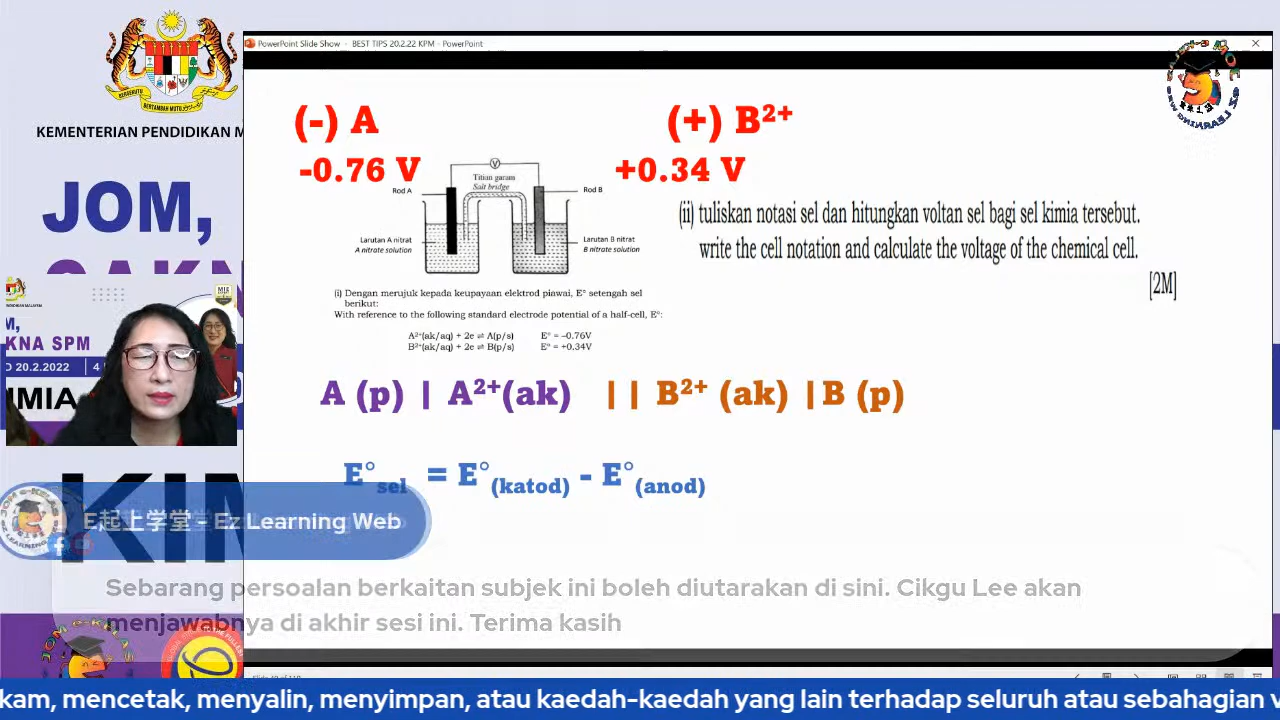 PowerPoint Slide Show - BEST TIPS 20.2.22 KPM - PowerPoint
KEMENTERIAN PENDIDIKAN M
JOM,
(-) A
(+) B²⁺
-0.76 V
+0.34 V
V
Titian garam
Salt bridge
Rod A
Rod B
Larutan A nitrat
A nitrate solution
Larutan B nitrat
B nitrate solution
(ii) tuliskan notasi sel dan hitungkan voltan sel bagi sel kimia tersebut.
write the cell notation and calculate the voltage of the chemical cell.
[2M]
(i) Dengan merujuk kepada keupayaan elektrod piawai, E° setengah sel
berikut:
With reference to the following standard electrode potential of a half-cell, E°:
A²⁺(ak/aq) + 2e ⇌ A(p/s) E° = –0.76V
B²⁺(ak/aq) + 2e ⇌ B(p/s) E° = +0.34V
A (p) | A²⁺(ak) || B²⁺ (ak) |B (p)
E°sel = E°(katod) - E°(anod)
M,
KNA SPM
O 20.2.2022
IMIA
KIM
E起上学堂 - Ez Learning Web
Sebarang persoalan berkaitan subjek ini boleh diutarakan di sini. Cikgu Lee akan
menjawabnya di akhir sesi ini. Terima kasih
kam, mencetak, menyalin, menyimpan, atau kaedah-kaedah yang lain terhadap seluruh atau sebahagian v